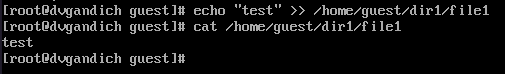 [root@dvgandich guest]# echo "test" >> /home/guest/dir1/file1
[root@dvgandich guest]# cat /home/guest/dir1/file1
test
[root@dvgandich guest]#